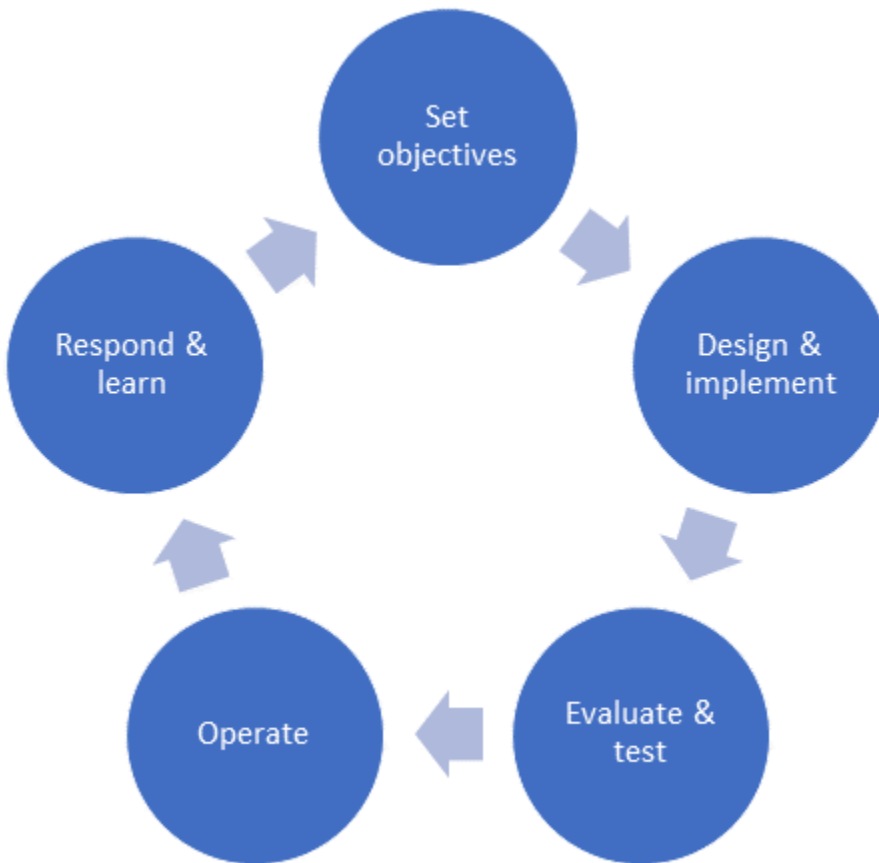 Set
objectives
Design &
implement
Evaluate &
test
Operate
Respond &
learn